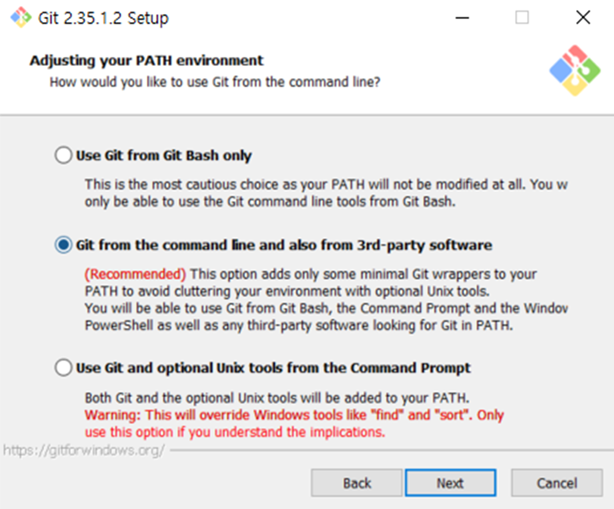 Git 2.35.1.2 Setup
Adjusting your PATH environment
How would you like to use Git from the command line?
Use Git from Git Bash only
This is the most cautious choice as your PATH will not be modified at all. You w
only be able to use the Git command line tools from Git Bash.
Git from the command line and also from 3rd-party software
(Recommended) This option adds only some minimal Git wrappers to your
PATH to avoid cluttering your environment with optional Unix tools.
You will be able to use Git from Git Bash, the Command Prompt and the Window
PowerShell as well as any third-party software looking for Git in PATH.
Use Git and optional Unix tools from the Command Prompt
Both Git and the optional Unix tools will be added to your PATH.
Warning: This will override Windows tools like "find" and "sort". Only
use this option if you understand the implications.
https://gitforwindows.org/
Back Next Cancel